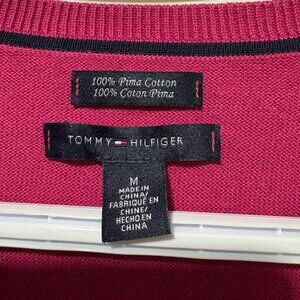 100% Pima Cotton
100% Coton Pima
TOMMY HILFIGER
M
MADE IN
CHINA/
FABRIQUÉ EN
CHINE/
HECHO EN
CHINA